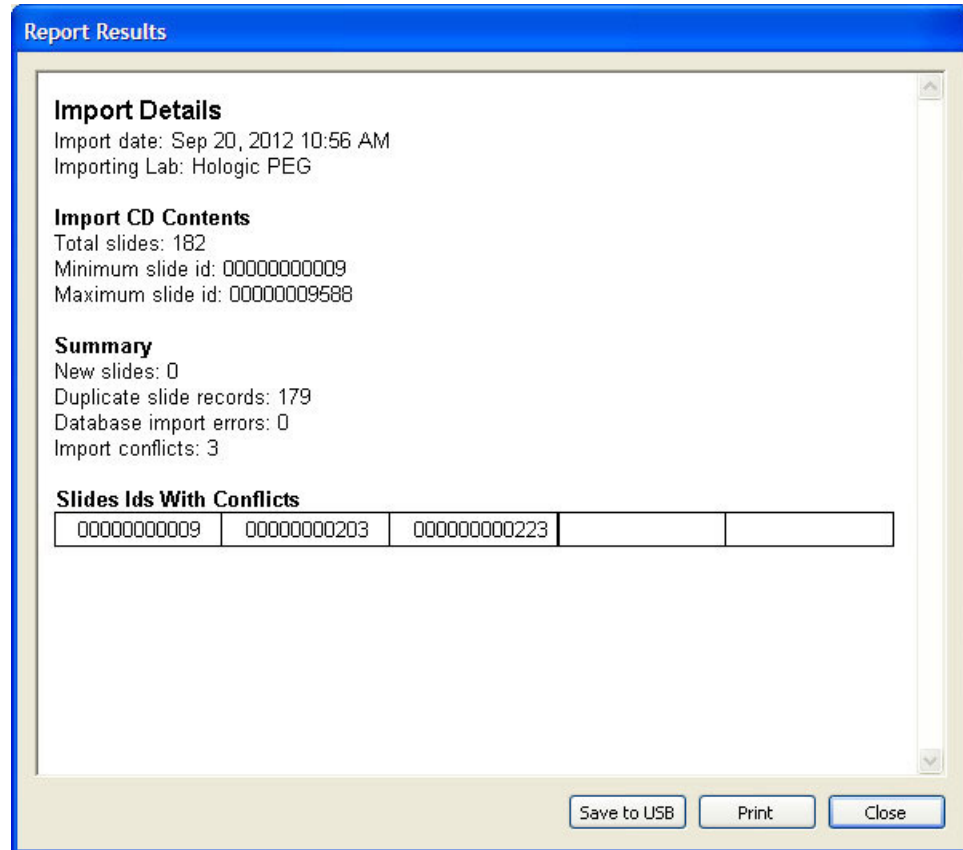 Report Results
Import Details
Import date: Sep 20, 2012 10:56 AM
Importing Lab: Hologic PEG
Import CD Contents
Total slides: 182
Minimum slide id: 00000000009
Maximum slide id: 00000009588
Summary
New slides: 0
Duplicate slide records: 179
Database import errors: 0
Import conflicts: 3
Slides Ids With Conflicts
00000000009 00000000203 000000000223
Save to USB Print Close